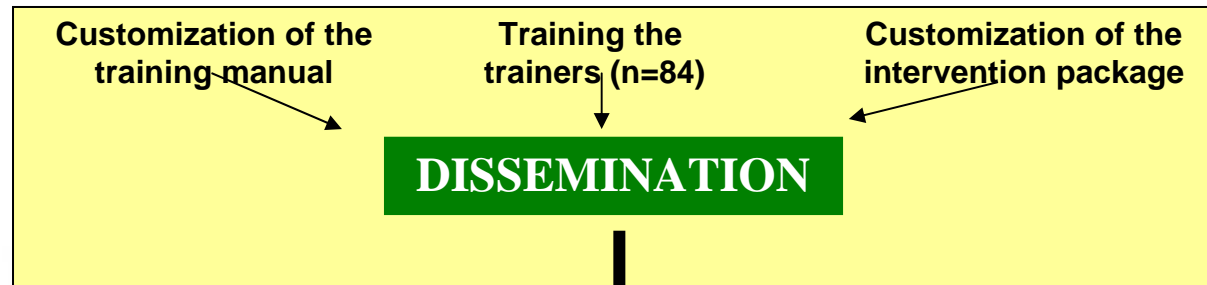 Customization of the
training manual
Training the
trainers (n=84)
Customization of the
intervention package
DISSEMINATION